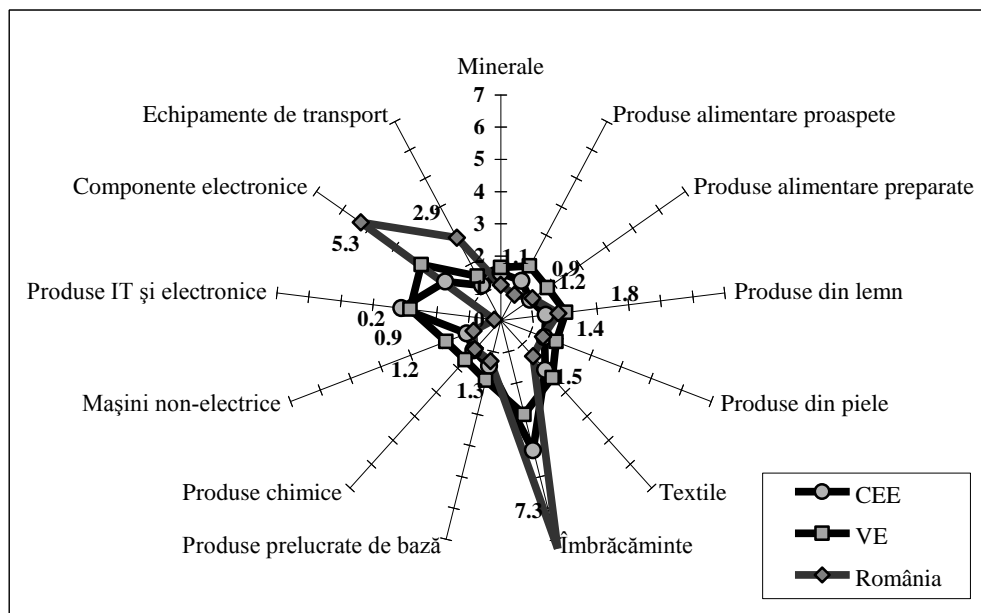 Minerale
7
Echipamente de transport
6
Produse alimentare proaspete
5
Componente electronice
4
Produse alimentare preparate
2.9
3
5.3
2
1.1
0.9
1.2
Produse IT şi electronice
0.2
0
1.8
Produse din lemn
0.9
1.4
1.2
1.3
1.5
Maşini non-electrice
Produse din piele
Produse chimice
Textile
7.3
Produse prelucrate de bază
Îmbrăcăminte
CEE
VE
România